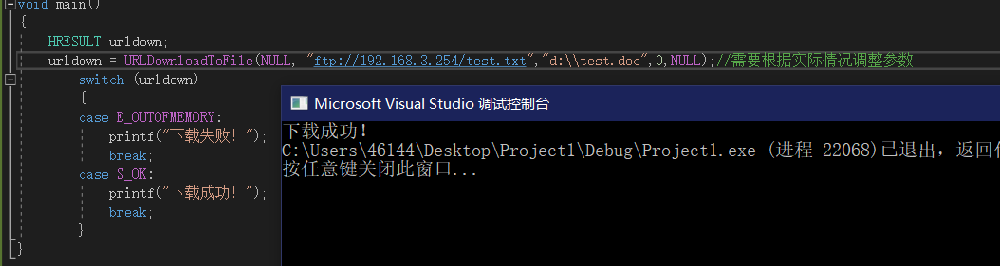 void main()
{
HRESULT urldown;
urldown = URLDownloadToFile(NULL, "ftp://192.168.3.254/test.txt","d:\\test.doc",0,NULL);//需要根据实际情况调整参数
switch (urldown)
{
case E_OUTOFMEMORY:
printf("下载失败! ");
break;
case S_OK:
printf("下载成功! ");
break;
}
}
Microsoft Visual Studio 调试控制台
下载成功!
C:\Users\46144\Desktop\Project1\Debug\Project1.exe (进程 22068)已退出，返回
按任意键关闭此窗口...